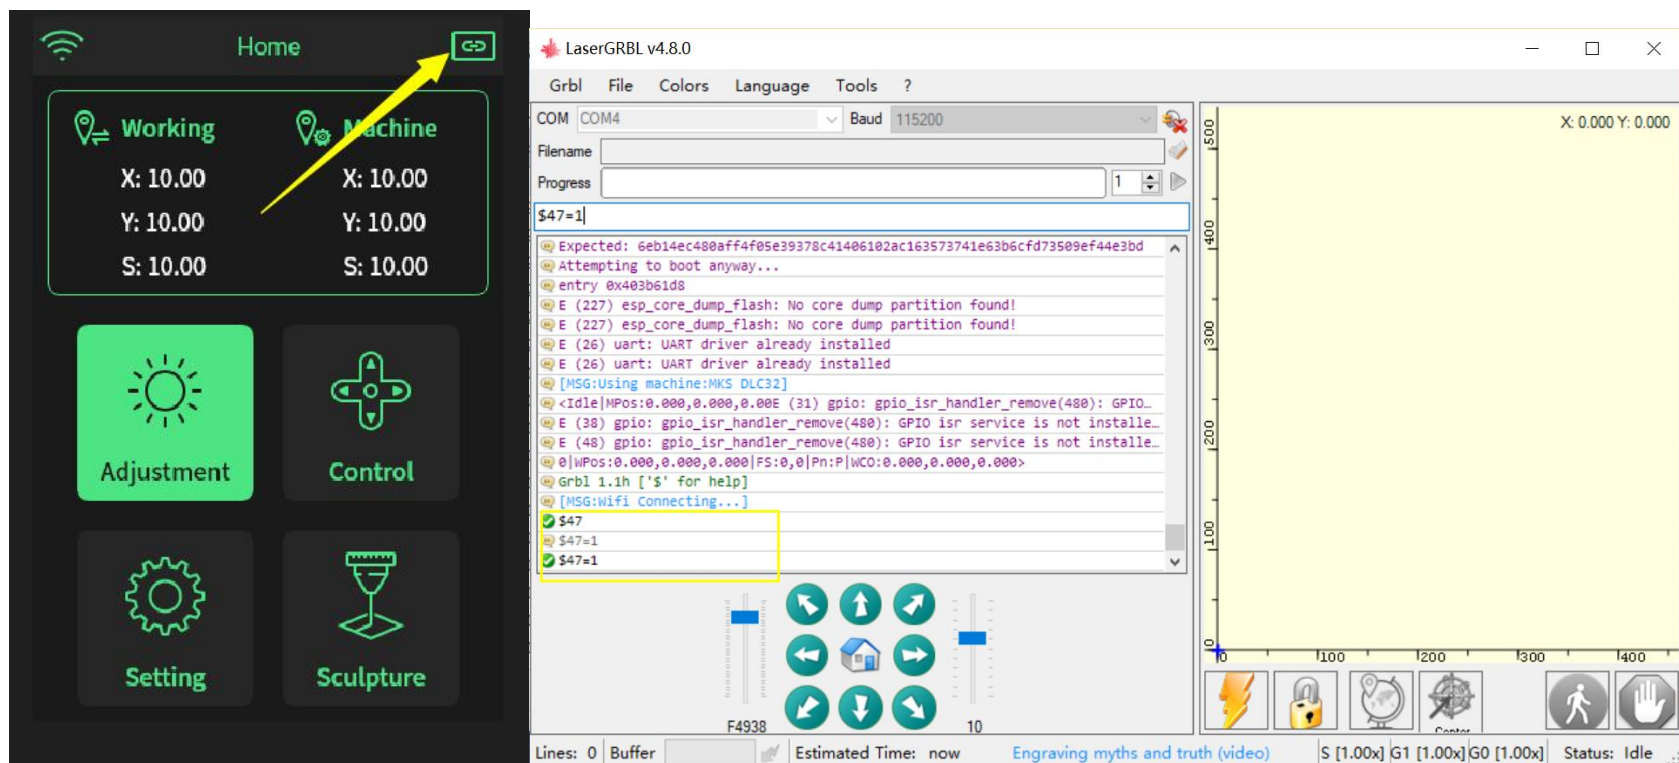 Home
Working Machine
X: 10.00 X: 10.00
Y: 10.00 Y: 10.00
S: 10.00 S: 10.00
Adjustment Control
Setting Sculpture
LaserGRBL v4.8.0
Grbl File Colors Language Tools ?
COM COM4 Baud 115200
Filename
Progress 1
$47=1
Expected: 6eb14ec480aff4f05e39378c41406102ac163573741e63b6cfd73509ef44e3bd
Attempting to boot anyway...
entry 0x403b61d8
E (227) esp_core_dump_flash: No core dump partition found!
E (227) esp_core_dump_flash: No core dump partition found!
E (26) uart: UART driver already installed
E (26) uart: UART driver already installed
[MSG:Using machine:MKS DLC32]
<Idle|MPos:0.000,0.000,0.00E (31) gpio: gpio_isr_handler_remove(480): GPIO…
E (38) gpio: gpio_isr_handler_remove(480): GPIO isr service is not installe…
E (48) gpio: gpio_isr_handler_remove(480): GPIO isr service is not installe…
0|WPos:0.000,0.000,0.000|FS:0,0|Pn:P|WCO:0.000,0.000,0.000>
Grbl 1.1h ['$' for help]
[MSG:Wifi Connecting...]
$47
$47=1
$47=1
F4938 10
X: 0.000 Y: 0.000
500
400
300
200
100
0
0 100 200 300 400
Center
Lines: 0 Buffer Estimated Time: now Engraving myths and truth (video) S [1.00x] G1 [1.00x] G0 [1.00x] Status: Idle